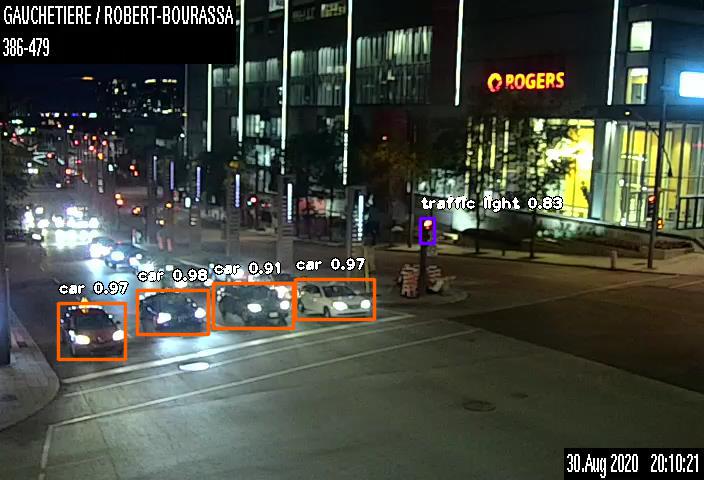 GAUCHETIERE / ROBERT-BOURASSA
386-479
ROGERS
traffic light 0.83
car 0.97
car 0.98
car 0.91
car 0.97
30.Aug 2020 20:10:21